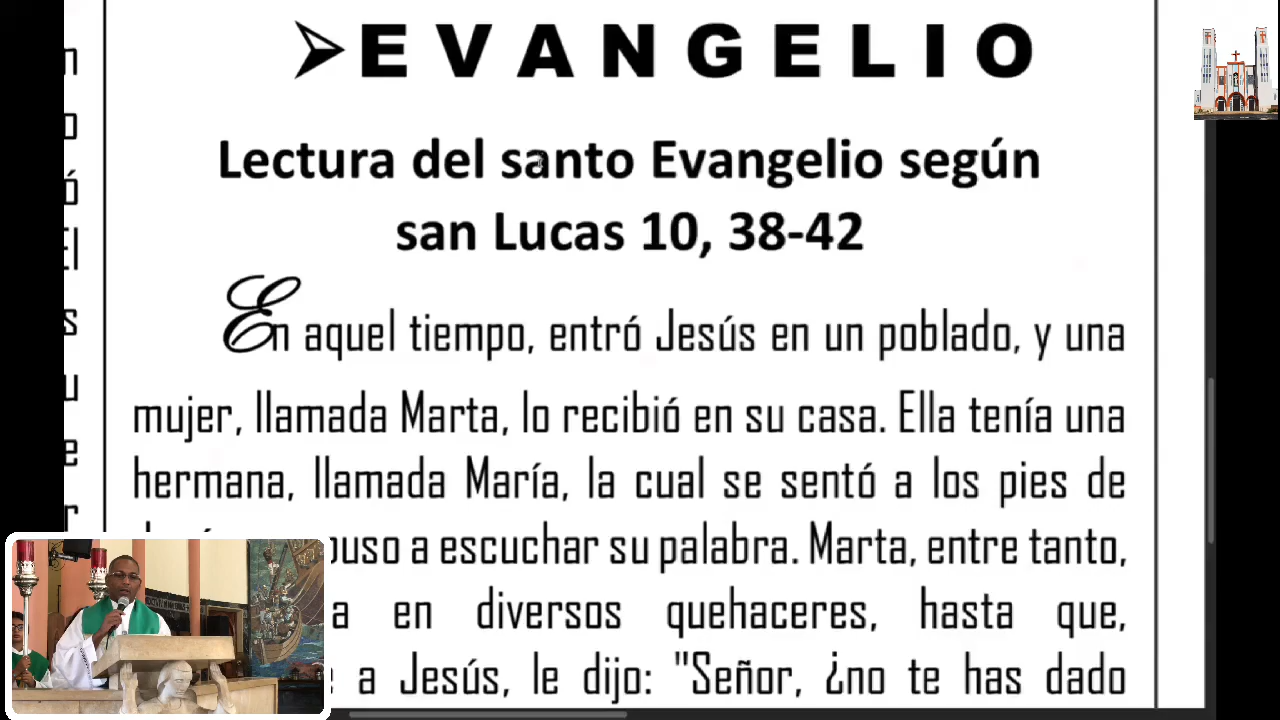 EVANGELIO
Lectura del santo Evangelio según
san Lucas 10, 38-42
En aquel tiempo, entró Jesús en un poblado, y una
mujer, llamada Marta, lo recibió en su casa. Ella tenía una
hermana, llamada María, la cual se sentó a los pies de
puso a escuchar su palabra. Marta, entre tanto,
en diversos quehaceres, hasta que,
a Jesús, le dijo: "Señor, ¿no te has dado